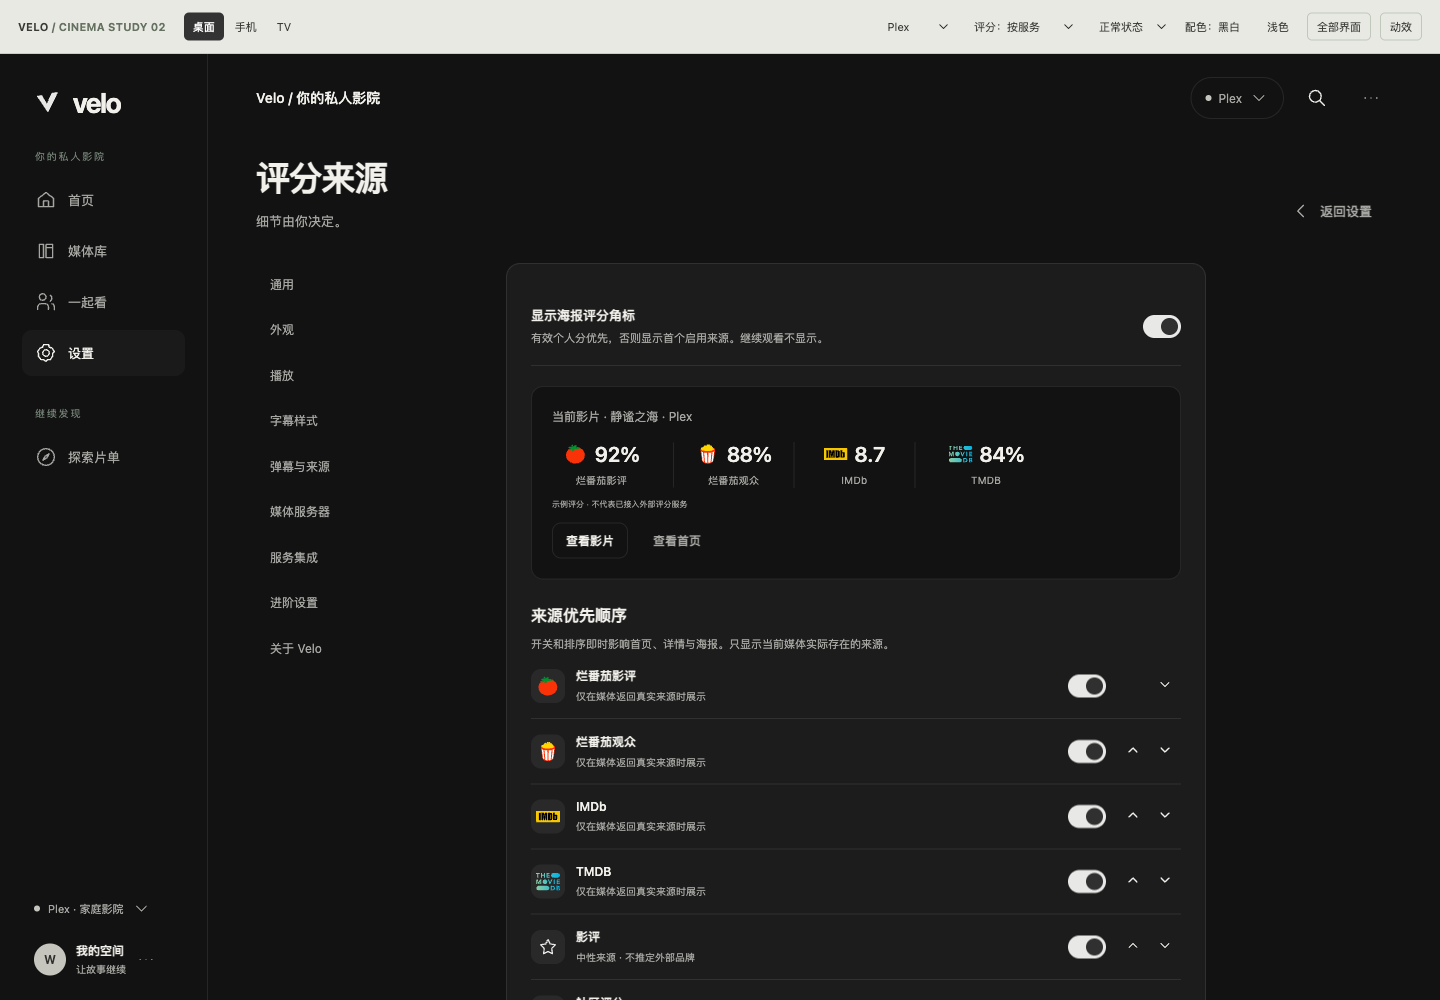 VELO / CINEMA STUDY 02 桌面 手机 TV Plex 评分：按服务 正常状态 配色：黑白 浅色 全部界面 动效
velo
你的私人影院
首页
媒体库
一起看
设置
继续发现
探索片单
Plex · 家庭影院
W 我的空间 ...
让故事继续
Velo / 你的私人影院 Plex ...
评分来源
细节由你决定。
返回设置
通用
外观
播放
字幕样式
弹幕与来源
媒体服务器
服务集成
进阶设置
关于 Velo
显示海报评分角标
有效个人分优先，否则显示首个启用来源。继续观看不显示。
当前影片 · 静谧之海 · Plex
92% 88% IMDb 8.7 THE MOVIE DB 84%
烂番茄影评 烂番茄观众 IMDb TMDB
示例评分 · 不代表已接入外部评分服务
查看影片 查看首页
来源优先顺序
开关和排序即时影响首页、详情与海报。只显示当前媒体实际存在的来源。
烂番茄影评
仅在媒体返回真实来源时展示
烂番茄观众
仅在媒体返回真实来源时展示
IMDb IMDb
仅在媒体返回真实来源时展示
THE MOVIE DB TMDB
仅在媒体返回真实来源时展示
影评
中性来源 · 不推定外部品牌